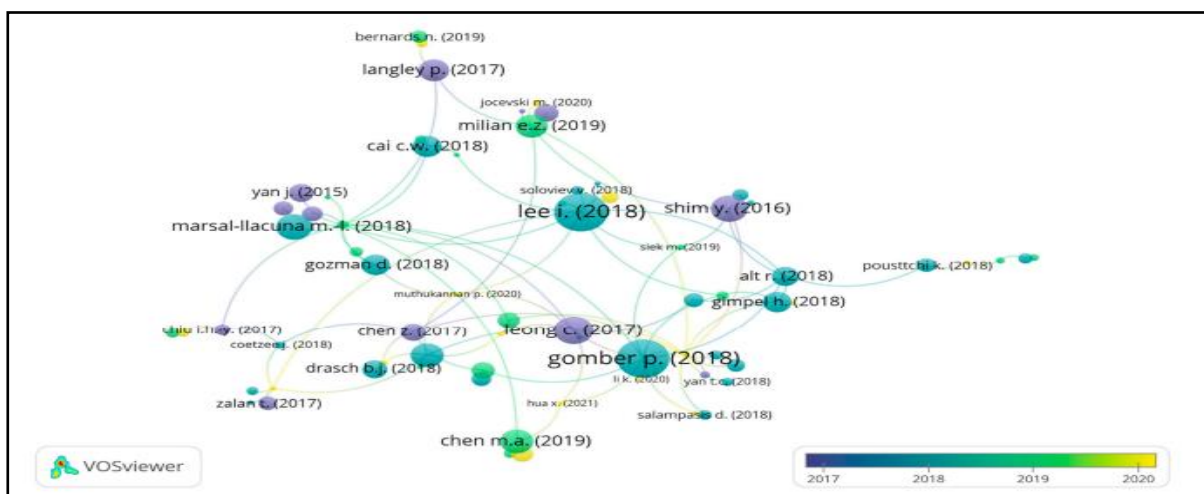 bernards n. (2019)
langley p. (2017)
jocevski m. (2020)
milian e.z. (2019)
cai c.w. (2018)
yan j. (2015)
soloviev v. (2018)
lee i. (2018)
shim y. (2016)
marsal-llacuna m.-l. (2018)
siek m. (2019)
gozman d. (2018)
alt r. (2018)
pousttchi k. (2018)
muthukannan p. (2020)
gimpel h. (2018)
chiu i.h.y. (2017)
chen z. (2017)
leong c. (2017)
coetzee j. (2018)
gomber p. (2018)
drasch b.j. (2018)
li k. (2020)
yan t.c. (2018)
zalan t. (2017)
hua x. (2021)
salampasis d. (2018)
chen m.a. (2019)
VOSviewer
2017 2018 2019 2020